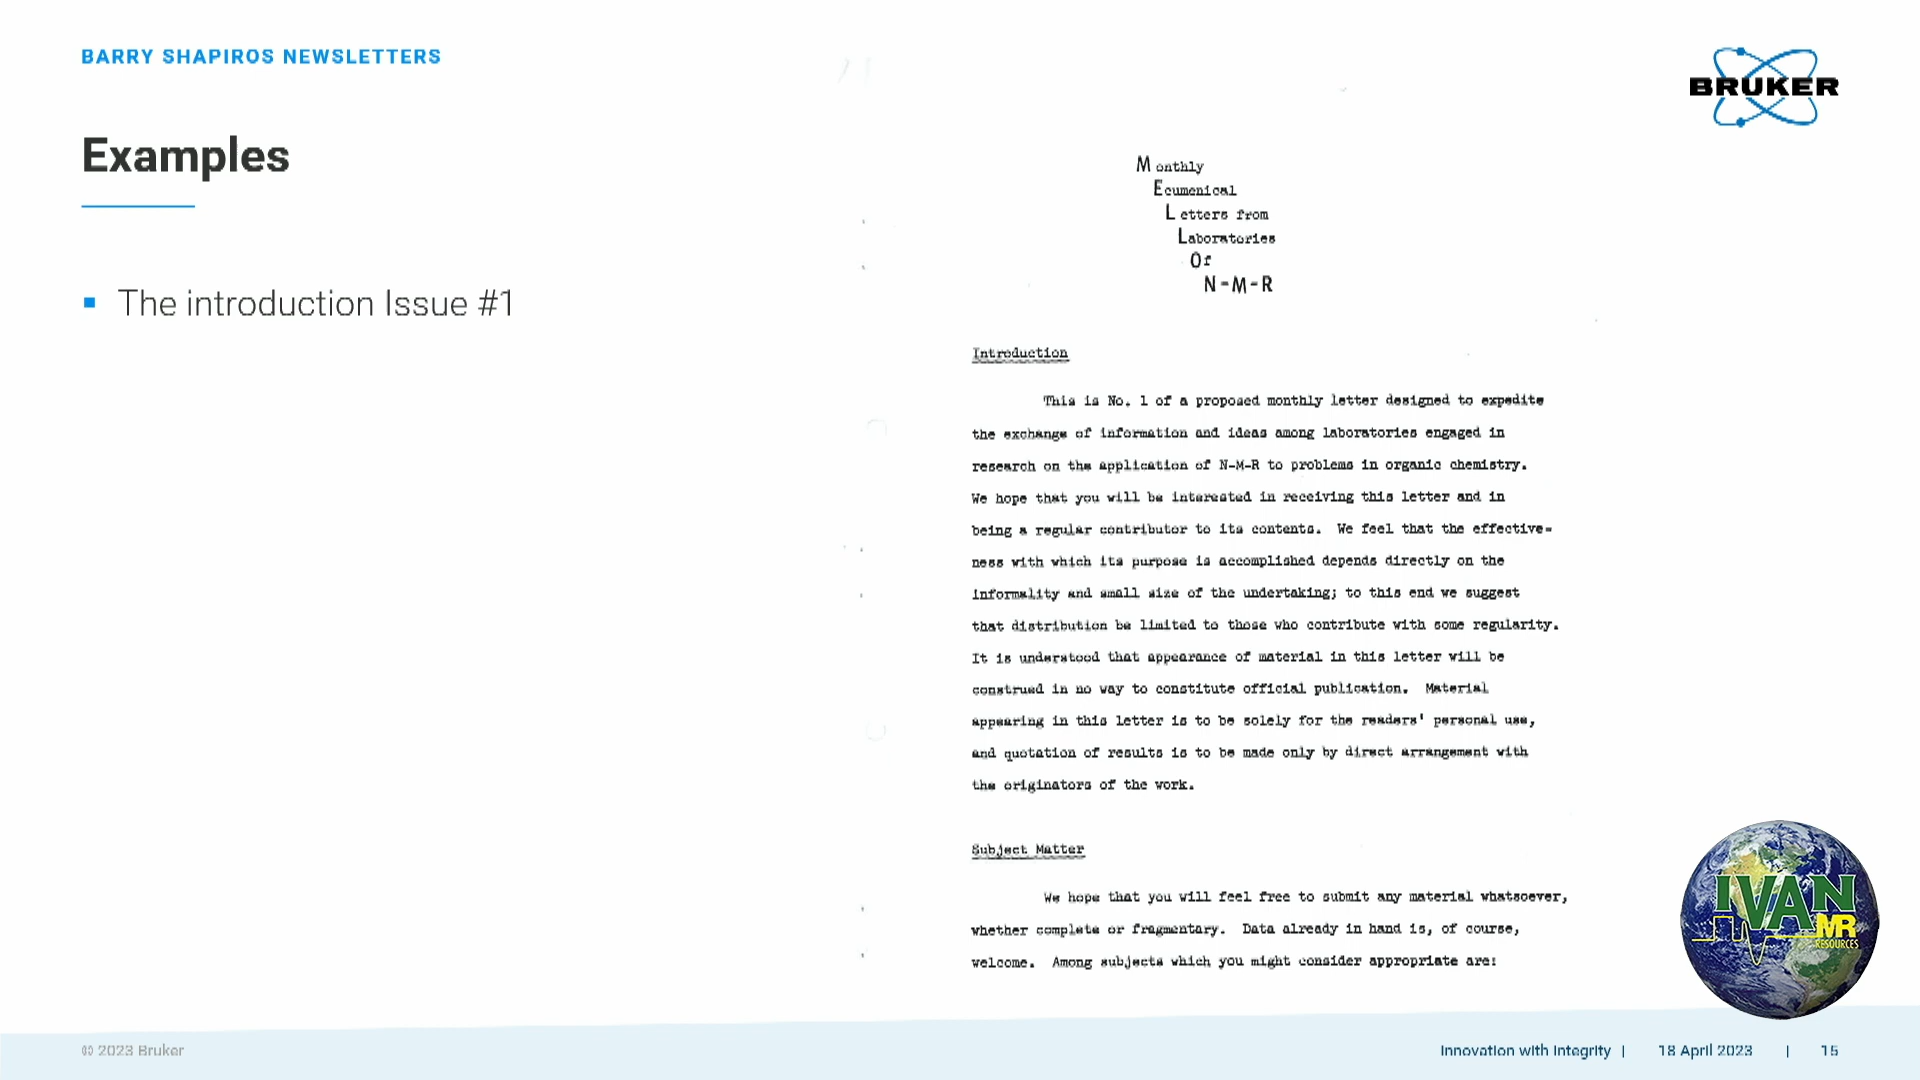 BARRY SHAPIROS NEWSLETTERS
BRUKER
Examples
The introduction Issue #1
Monthly
Ecumenical
Letters from
Laboratories
Of
N-M-R
Introduction
This is No. 1 of a proposed monthly letter designed to expedite
the exchange of information and ideas among laboratories engaged in
research on the application of N-M-R to problems in organic chemistry.
We hope that you will be interested in receiving this letter and in
being a regular contributor to its contents. We feel that the effective-
ness with which its purpose is accomplished depends directly on the
informality and small size of the undertaking; to this end we suggest
that distribution be limited to those who contribute with some regularity.
It is understood that appearance of material in this letter will be
construed in no way to constitute official publication. Material
appearing in this letter is to be solely for the readers' personal use,
and quotation of results is to be made only by direct arrangement with
the originators of the work.
Subject Matter
We hope that you will feel free to submit any material whatsoever,
whether complete or fragmentary. Data already in hand is, of course,
welcome. Among subjects which you might consider appropriate are:
IVAN
MR
RESOURCES
© 2023 Bruker
Innovation with Integrity | 18 April 2023 | 15